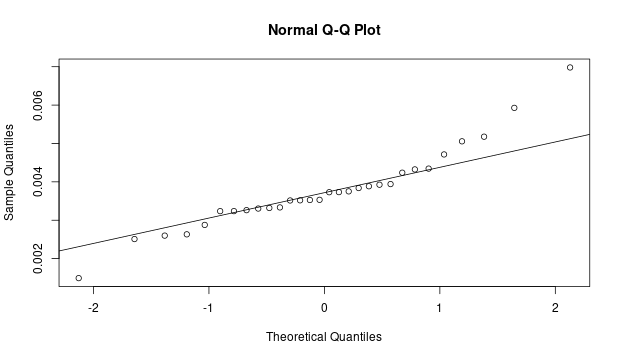 Normal Q-Q Plot
Sample Quantiles
0.006
0.004
0.002
-2 -1 0 1 2
Theoretical Quantiles